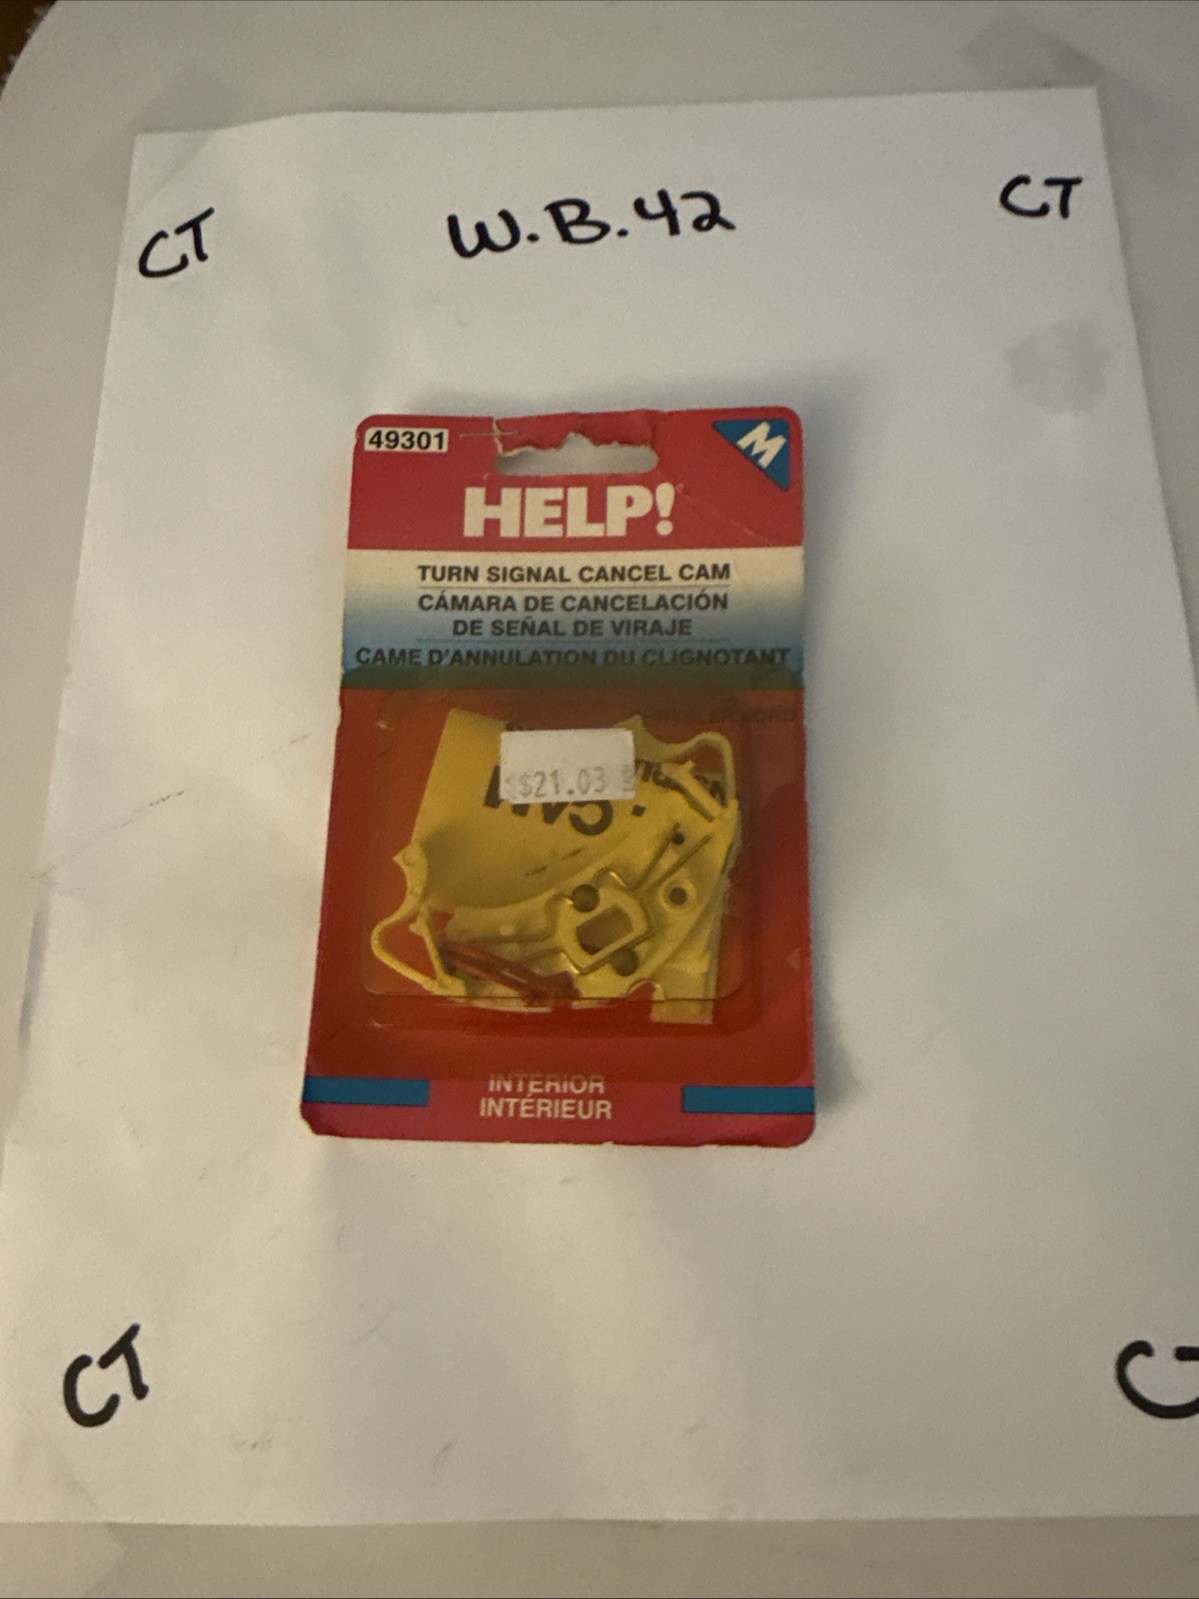 CT W.B.42 CT
49301
M
HELP!
TURN SIGNAL CANCEL CAM
CÁMARA DE CANCELACIÓN
DE SEÑAL DE VIRAJE
CAME D'ANNULATION DU CLIGNOTANT
$21.03
INTERIOR
INTÉRIEUR
CT